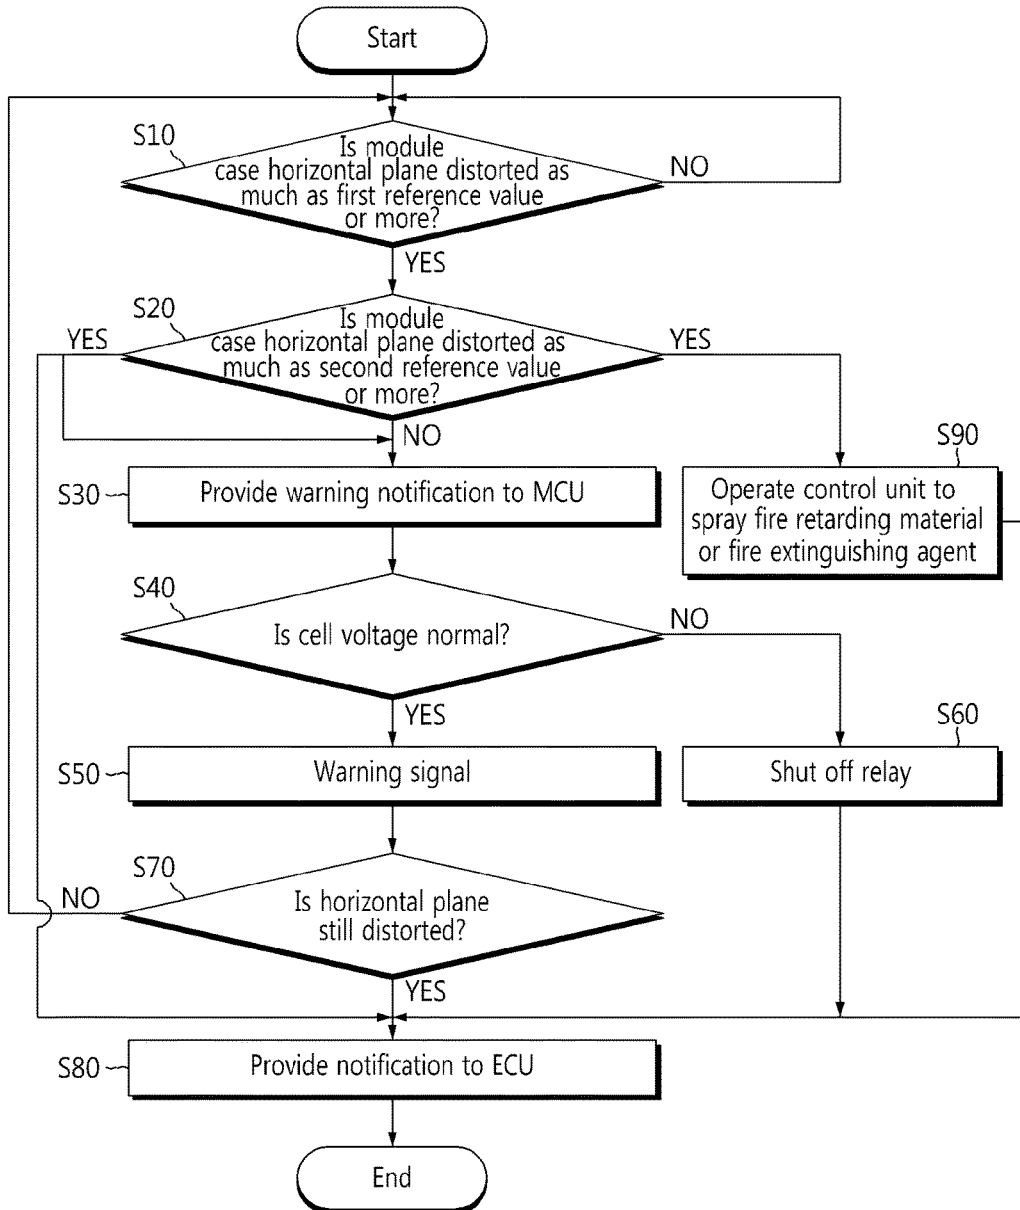 Start
S10
Is module
case horizontal plane distorted as
much as first reference value
or more?
NO
YES
S20
Is module
case horizontal plane distorted as
much as second reference value
or more?
YES
YES
NO
S90
S30
Provide warning notification to MCU
Operate control unit to
spray fire retarding material
or fire extinguishing agent
S40
Is cell voltage normal?
NO
YES
S60
S50
Warning signal
Shut off relay
S70
NO
Is horizontal plane
still distorted?
YES
S80
Provide notification to ECU
End